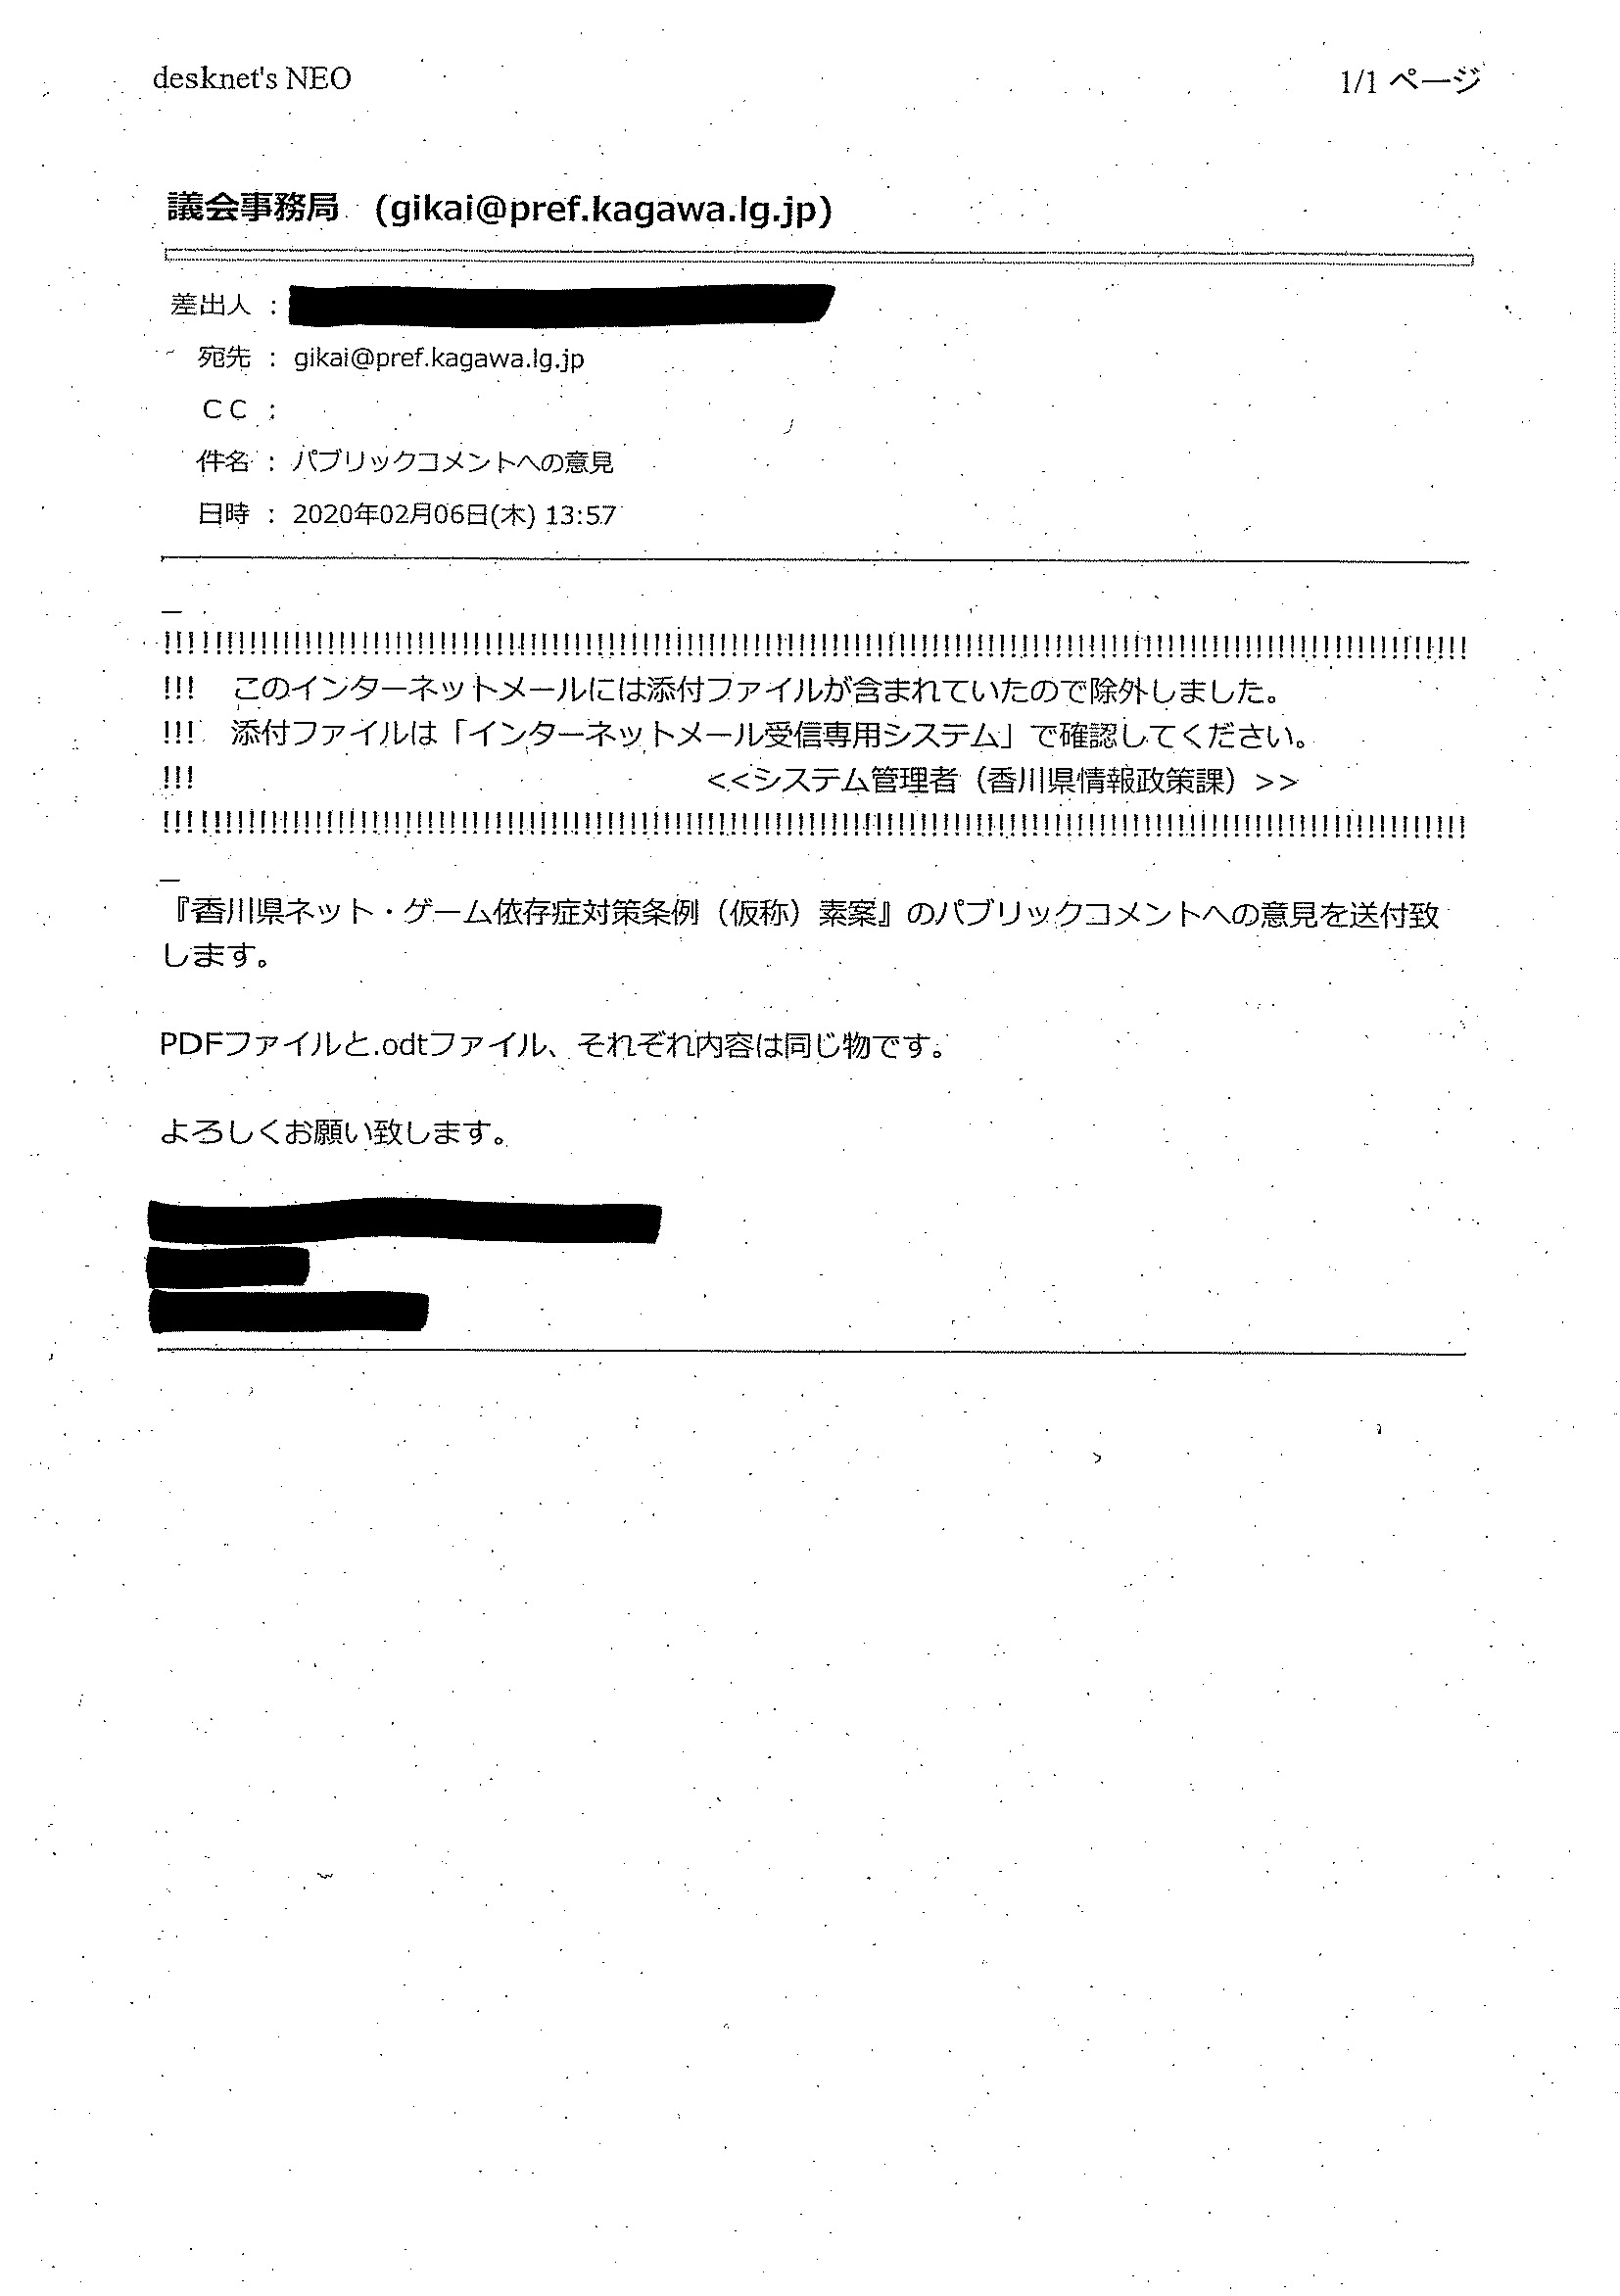 desknet's NEO
1/1 ページ
議会事務局 (gikai@pref.kagawa.lg.jp)
差出人 :
宛先 : gikai@pref.kagawa.lg.jp
CC :
件名 : パブリックコメントへの意見
日時 : 2020年02月06日(木) 13:57
!!!!!!!!!!!!!!!!!!!!!!!!!!!!!!!!!!!!!!!!!!!!!!!!!!!!!!!!!!!!!!!!!!!!!!!!!!!!!!!!!!!!!!!!!!!!!!!!!!!!!!!!!!!!!!!!!!!!
!!! このインターネットメールには添付ファイルが含まれていたので除外しました。
!!! 添付ファイルは「インターネットメール受信専用システム」で確認してください。
!!! <<システム管理者（香川県情報政策課）>>
!!!!!!!!!!!!!!!!!!!!!!!!!!!!!!!!!!!!!!!!!!!!!!!!!!!!!!!!!!!!!!!!!!!!!!!!!!!!!!!!!!!!!!!!!!!!!!!!!!!!!!!!!!!!!!!!!!!!
『香川県ネット・ゲーム依存症対策条例（仮称）素案』のパブリックコメントへの意見を送付致
します。
PDFファイルと.odtファイル、それぞれ内容は同じ物です。
よろしくお願い致します。